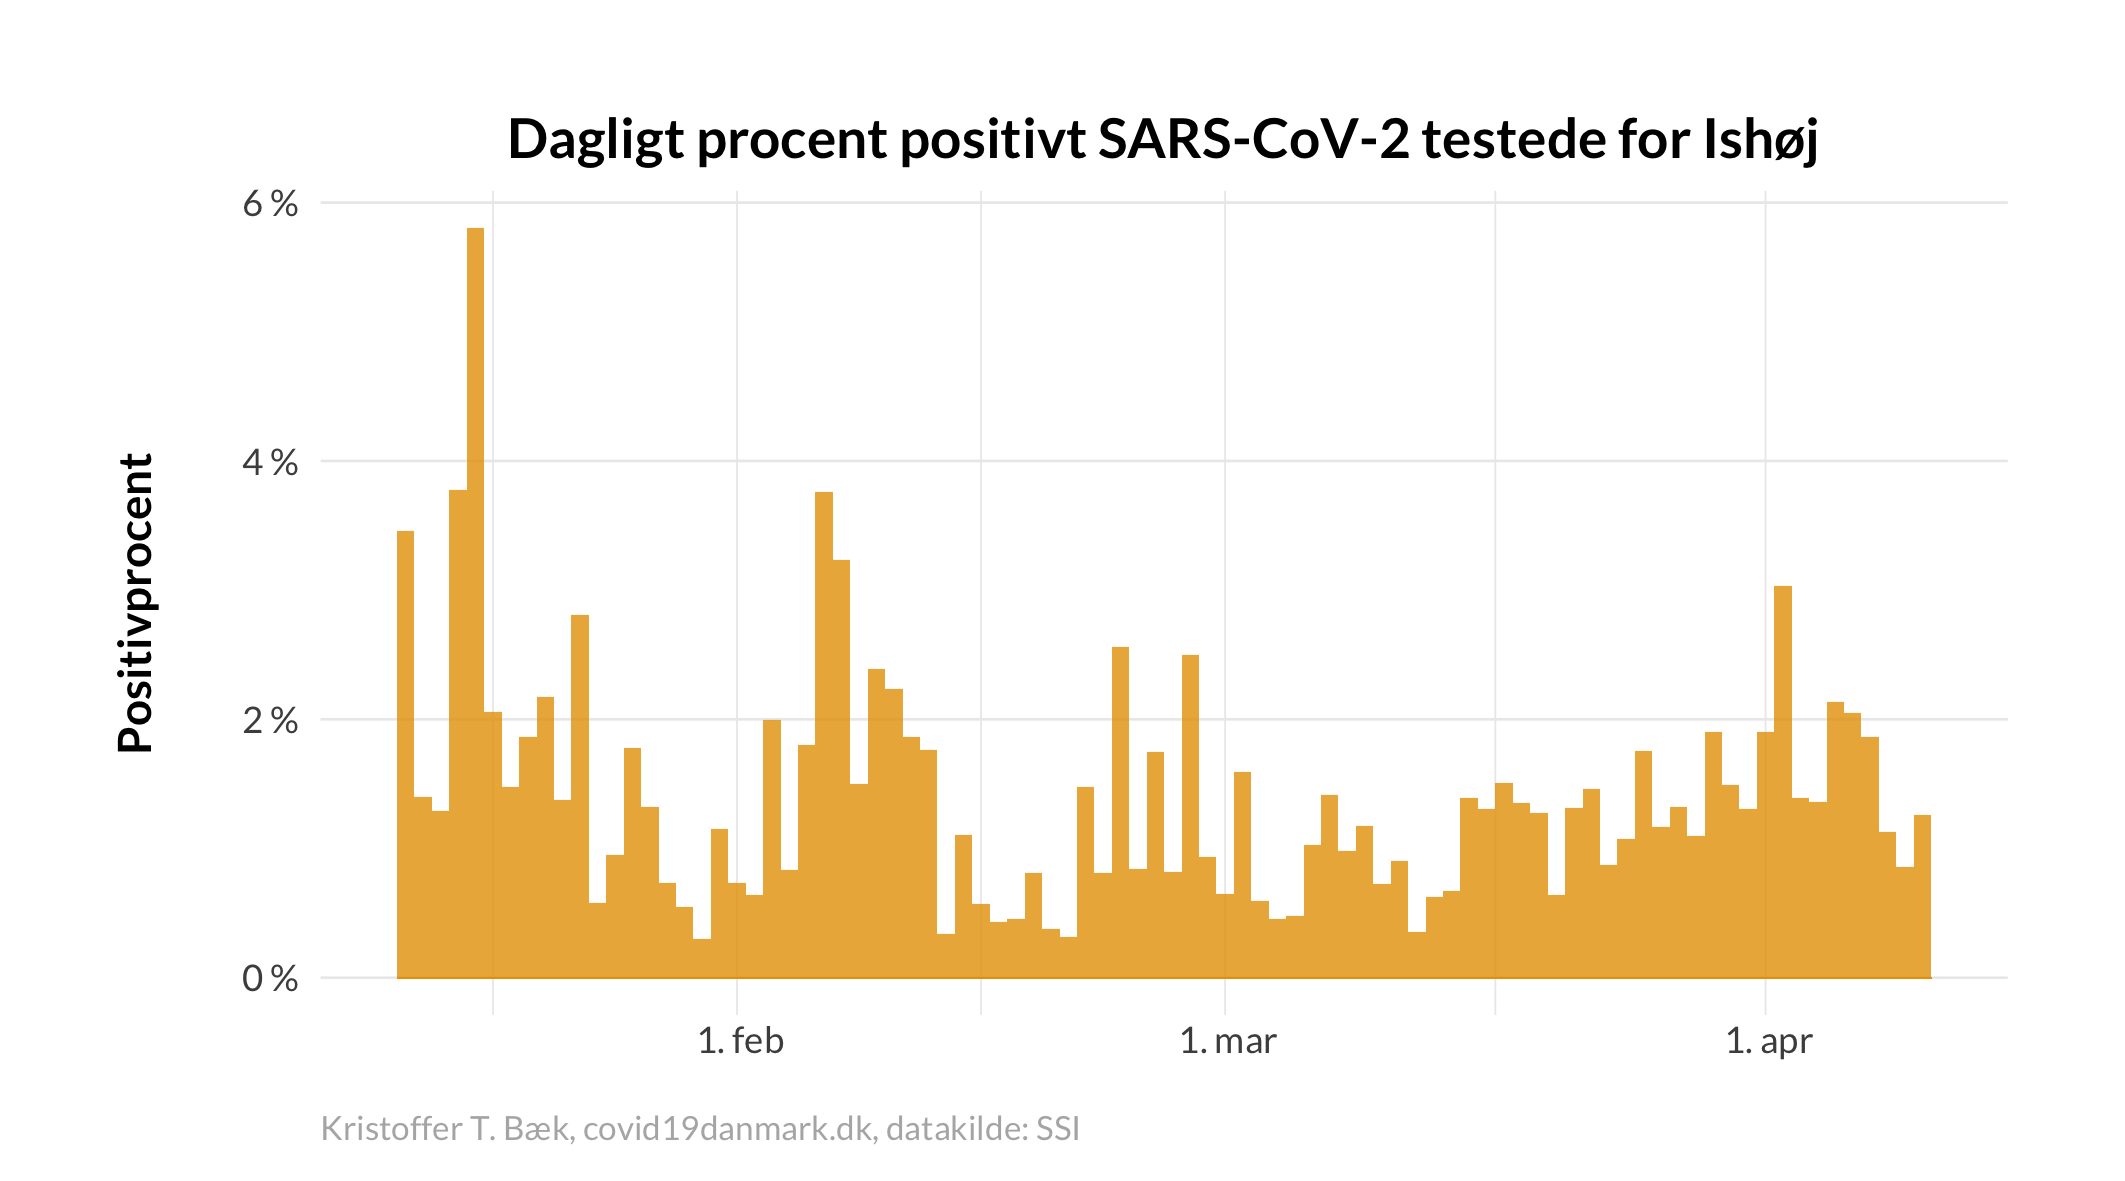 Dagligt procent positivt SARS-CoV-2 testede for Ishøj
Positivprocent
6 %
4 %
2 %
0 %
1. feb
1. mar
1. apr
Kristoffer T. Bæk, covid19danmark.dk, datakilde: SSI